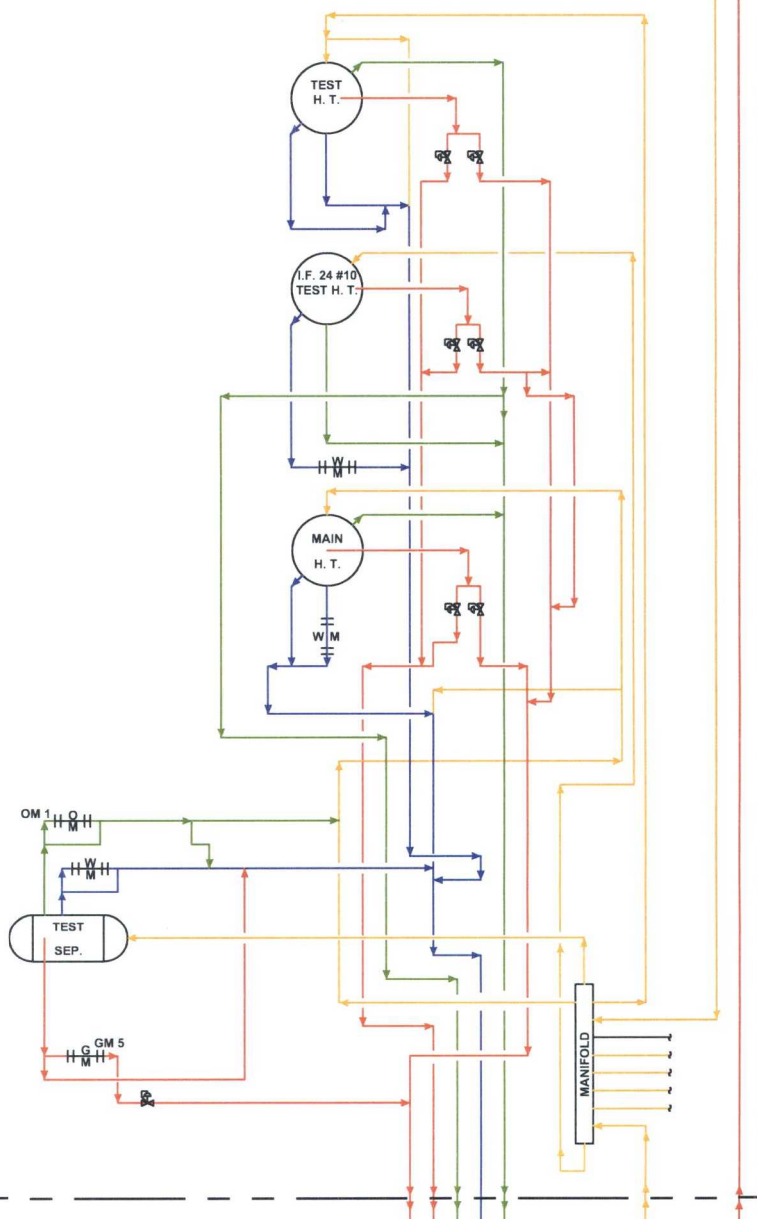 TEST
H. T.
I.F. 24 #10
TEST H. T.
W
M
MAIN
H. T.
W M
OM 1
O
M
W
M
TEST
SEP.
GM 5
G
M
MANIFOLD